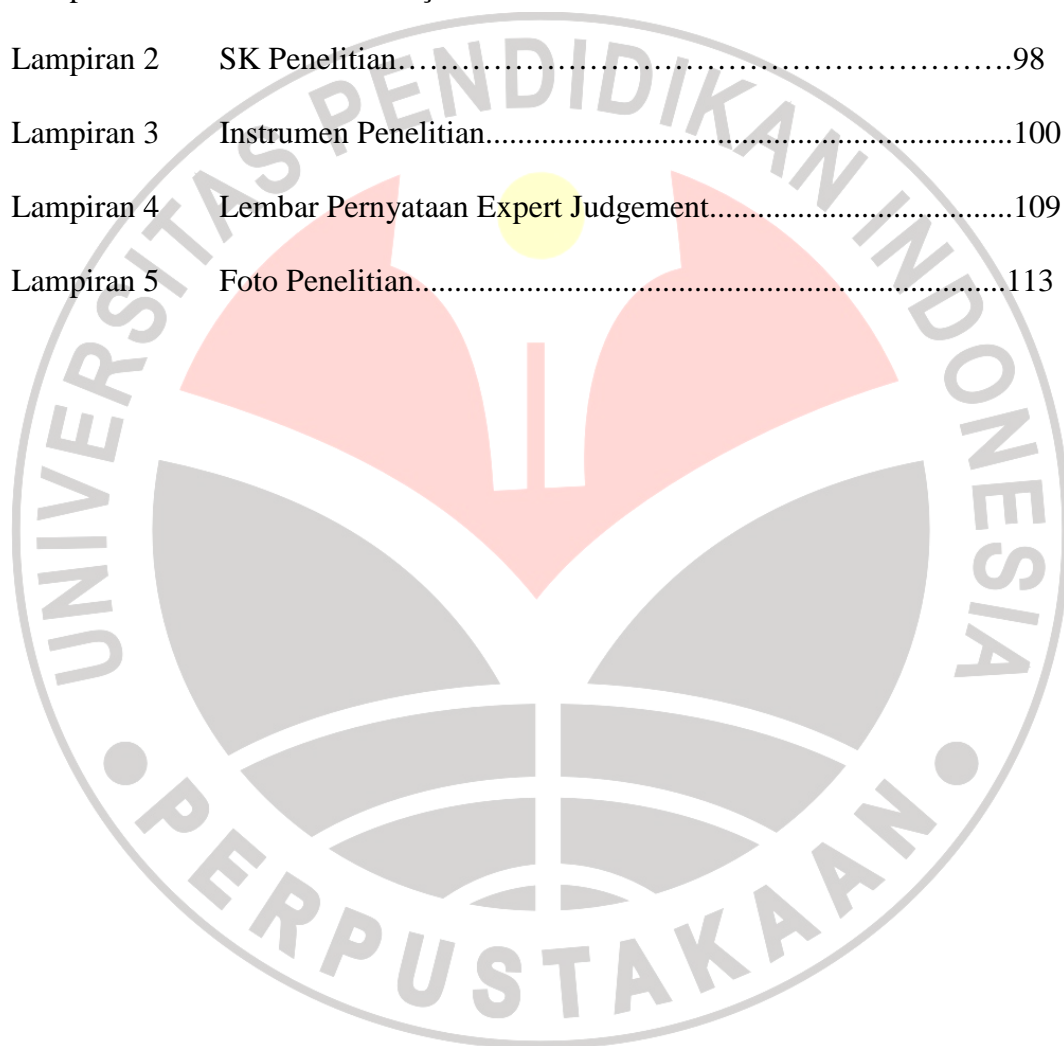 Lampiran 2 SK Penelitian……………………………………………………….98
Lampiran 3 Instrumen Penelitian.....................................................................100
Lampiran 4 Lembar Pernyataan Expert Judgement........................................109
Lampiran 5 Foto Penelitian..............................................................................113
UNIVERSITAS PENDIDIKAN INDONESIA
PERPUSTAKAAN